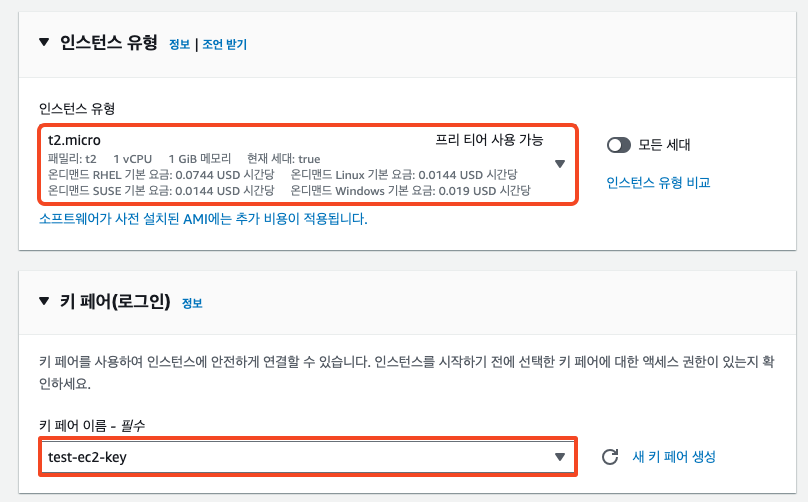 인스턴스 유형 정보 | 조언 받기
인스턴스 유형
t2.micro 프리 티어 사용 가능
패밀리: t2 1 vCPU 1 GiB 메모리 현재 세대: true
온디맨드 RHEL 기본 요금: 0.0744 USD 시간당 온디맨드 Linux 기본 요금: 0.0144 USD 시간당
온디맨드 SUSE 기본 요금: 0.0144 USD 시간당 온디맨드 Windows 기본 요금: 0.019 USD 시간당
모든 세대
인스턴스 유형 비교
소프트웨어가 사전 설치된 AMI에는 추가 비용이 적용됩니다.
키 페어(로그인) 정보
키 페어를 사용하여 인스턴스에 안전하게 연결할 수 있습니다. 인스턴스를 시작하기 전에 선택한 키 페어에 대한 액세스 권한이 있는지 확
인하세요.
키 페어 이름 - 필수
test-ec2-key
새 키 페어 생성